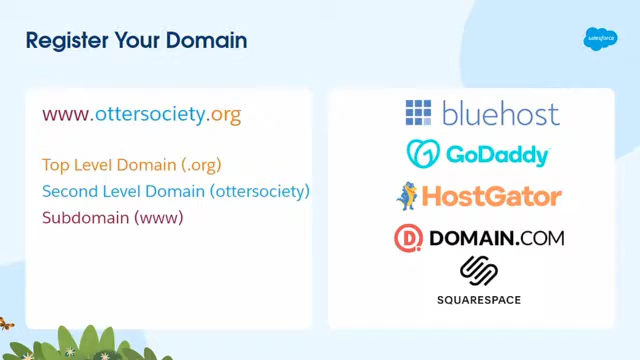 Register Your Domain
salesforce
www.ottersociety.org
Top Level Domain (.org)
Second Level Domain (ottersociety)
Subdomain (www)
bluehost
GoDaddy
HostGator
DOMAIN.COM
SQUARESPACE